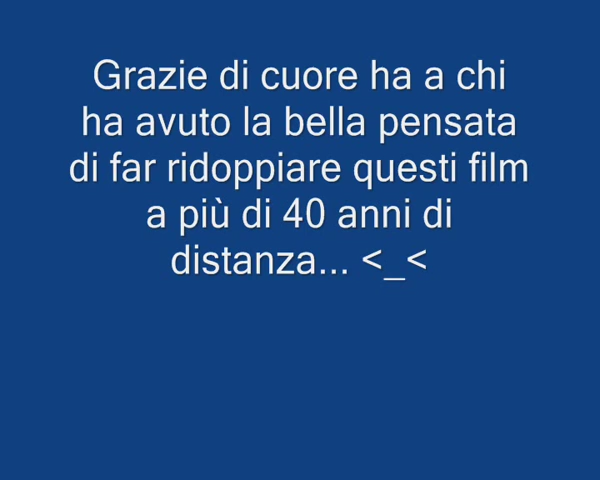 Grazie di cuore ha a chi
ha avuto la bella pensata
di far ridoppiare questi film
a più di 40 anni di
distanza... <_<